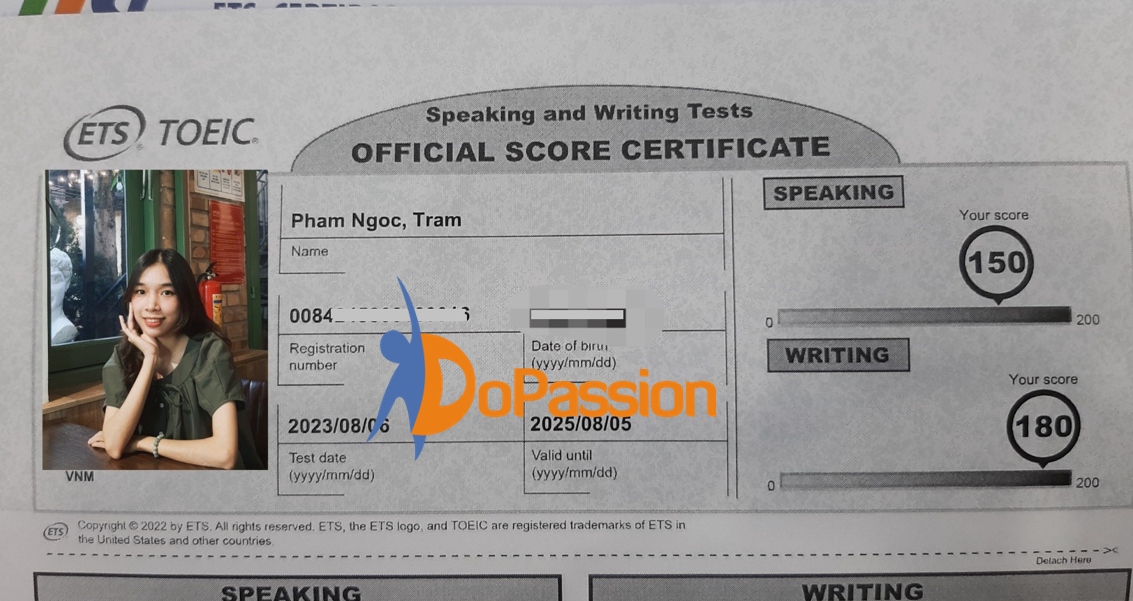 ETS TOEIC®
Speaking and Writing Tests
OFFICIAL SCORE CERTIFICATE
Pham Ngoc, Tram
Name
0084
Registration
number
Date of birth
(yyyy/mm/dd)
DoPassion
2023/08/06
Test date
(yyyy/mm/dd)
2025/08/05
Valid until
(yyyy/mm/dd)
VNM
SPEAKING
Your score
150
0
200
WRITING
Your score
180
0
200
ETS
Copyright © 2022 by ETS. All rights reserved. ETS, the ETS logo, and TOEIC are registered trademarks of ETS in
the United States and other countries.
Detach Here
SPEAKING
WRITING